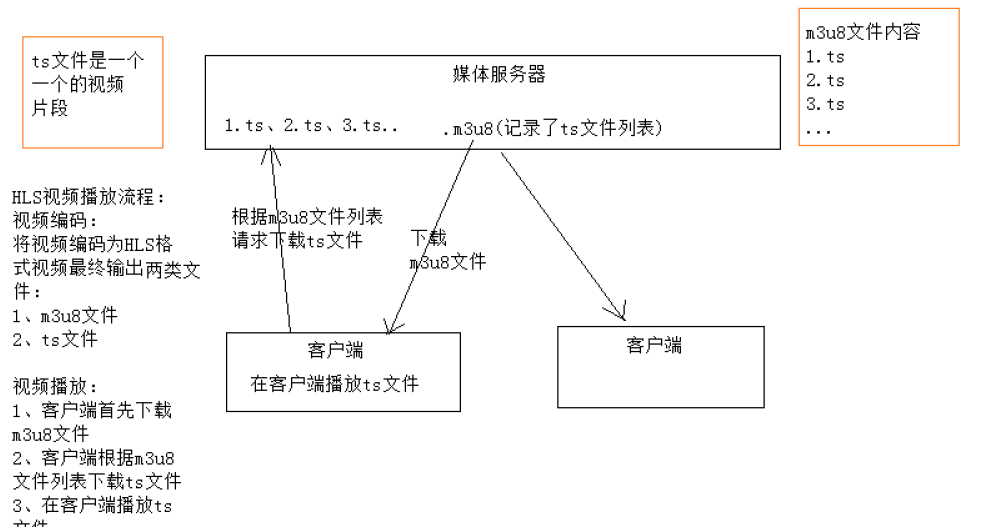 ts文件是一个
一个的视频
片段
媒体服务器
1.ts、2.ts、3.ts..
.m3u8(记录了ts文件列表)
m3u8文件内容
1.ts
2.ts
3.ts
...
HLS视频播放流程:
视频编码:
将视频编码为HLS格
式视频最终输出两类文
件:
1、m3u8文件
2、ts文件
视频播放:
1、客户端首先下载
m3u8文件
2、客户端根据m3u8
文件列表下载ts文件
3、在客户端播放ts
文件
根据m3u8文件列表
请求下载ts文件
下载
m3u8文件
客户端
在客户端播放ts文件
客户端